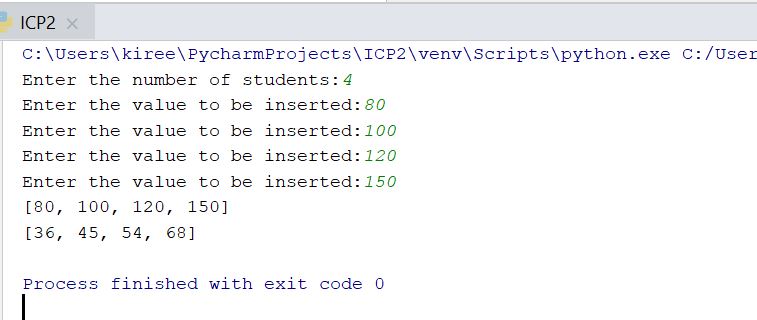 ICP2 ×
C:\Users\kiree\PycharmProjects\ICP2\venv\Scripts\python.exe C:/User
Enter the number of students:4
Enter the value to be inserted:80
Enter the value to be inserted:100
Enter the value to be inserted:120
Enter the value to be inserted:150
[80, 100, 120, 150]
[36, 45, 54, 68]
Process finished with exit code 0